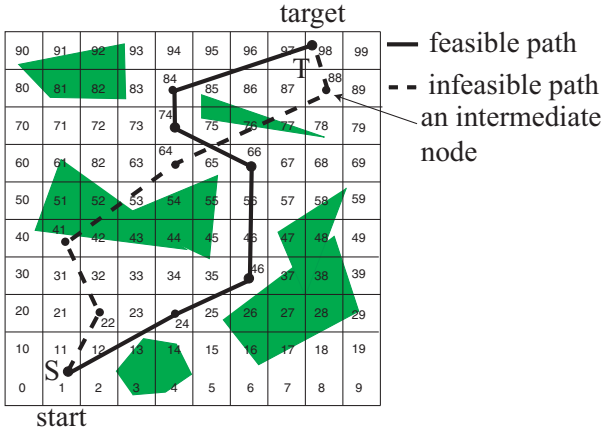 target
feasible path
infeasible path
an intermediate
node
90 91 92 93 94 95 96 97 98 99
T
80 81 82 83 84 85 86 87 88 89
70 71 72 73 74 75 76 77 78 79
60 61 82 63 64 65 66 67 68 69
50 51 52 53 54 55 56 57 58 59
40 41 42 43 44 45 46 47 48 49
30 31 32 33 34 35 46 37 38 39
20 21 22 23 24 25 26 27 28 29
10 11 12 13 14 15 16 17 18 19
S
0 1 2 3 4 5 6 7 8 9
start